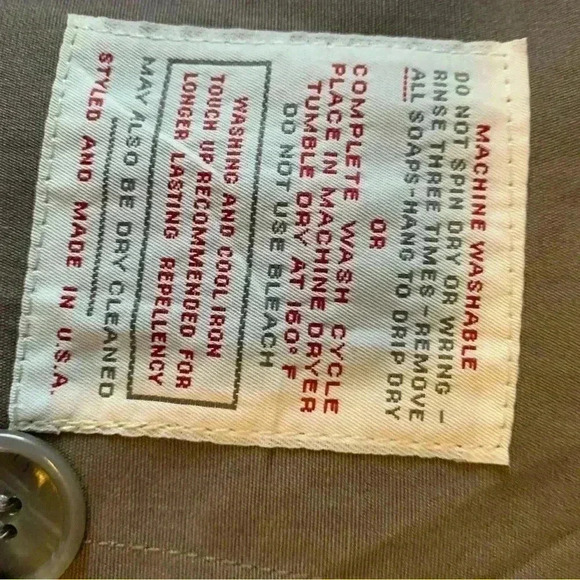 MACHINE WASHABLE
DO NOT SPIN DRY OR WRING –
RINSE THREE TIMES – REMOVE
ALL SOAPS-HANG TO DRIP DRY
OR
COMPLETE WASH CYCLE
PLACE IN MACHINE DRYER
TUMBLE DRY AT 160° F
DO NOT USE BLEACH
WASHING AND COOL IRON
TOUCH UP RECOMMENDED FOR
LONGER LASTING REPELLENCY
MAY ALSO BE DRY CLEANED
STYLED AND MADE IN U.S.A.